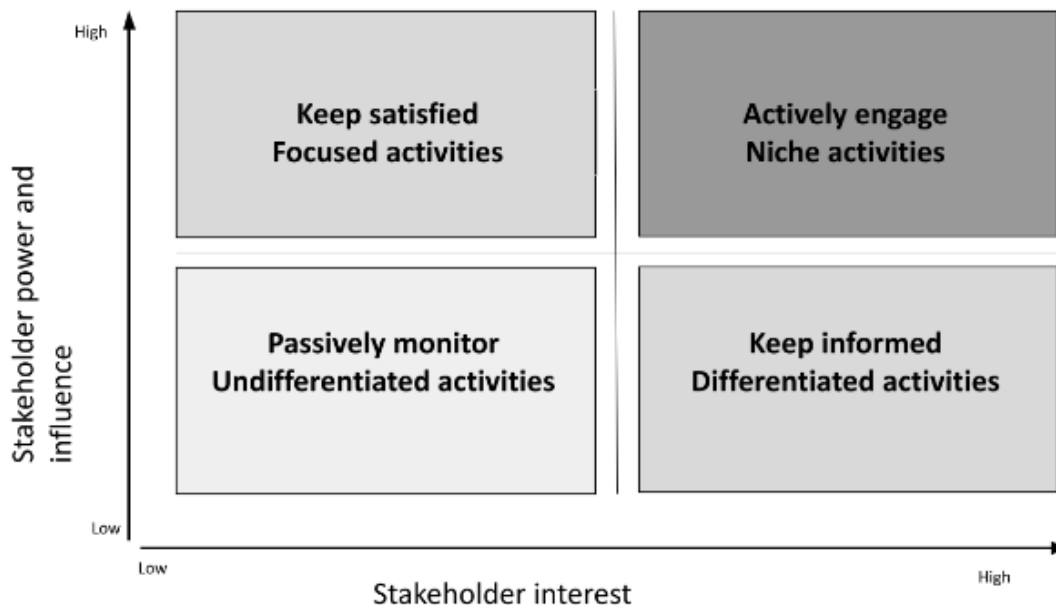 High
Keep satisfied
Focused activities
Actively engage
Niche activities
Stakeholder power and
influence
Passively monitor
Undifferentiated activities
Keep informed
Differentiated activities
Low
Low
High
Stakeholder interest